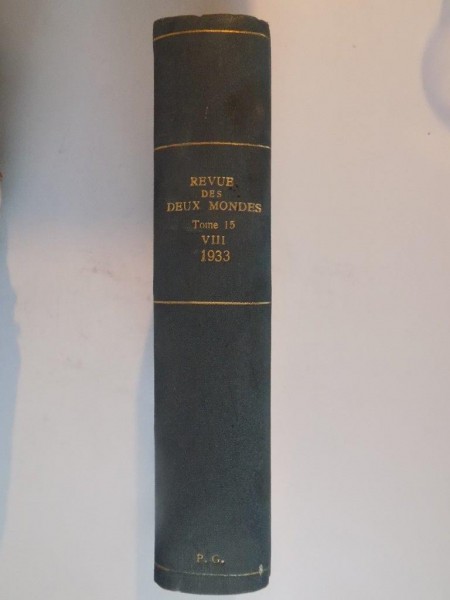 REVUE
DES
DEUX MONDES
Tome 15
VIII
1933
P. G.